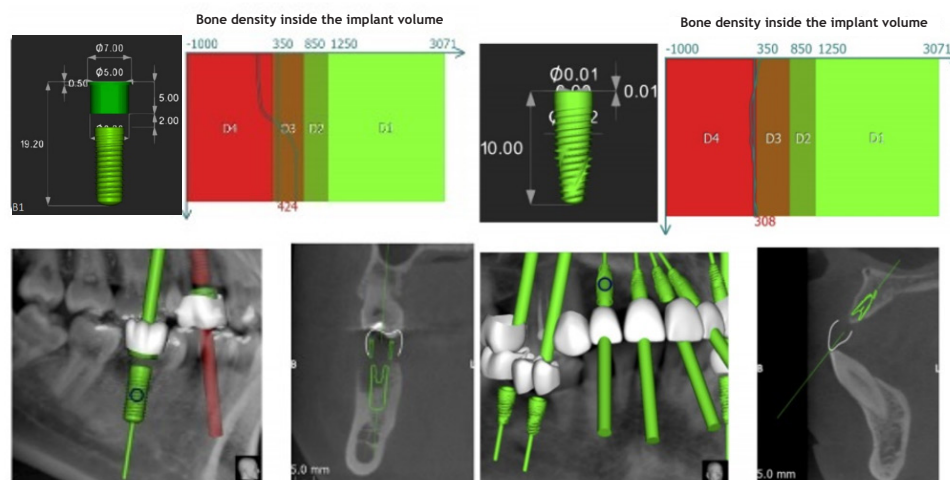 Bone density inside the implant volume
-1000 350 850 1250 3071
D4 D3 D2 D1
424
Ø7.00
Ø5.00
0.50
5.00
2.00
19.20
B1
Bone density inside the implant volume
-1000 350 850 1250 3071
D4 D3 D2 D1
308
Ø0.01
0.01
10.00
B
5.0 mm
B
L
5.0 mm